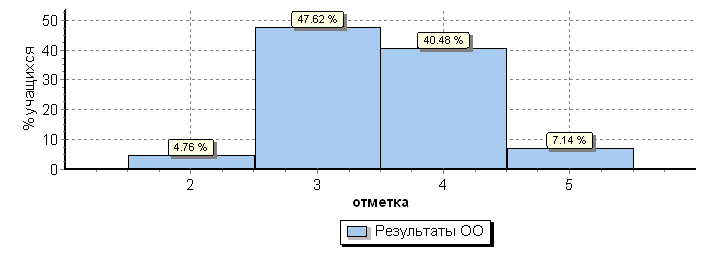 50
47.62 %
40
40.48 %
30
20
10
4.76 %
7.14 %
0
% учащихся
2 3 4 5
отметка
Результаты ОО